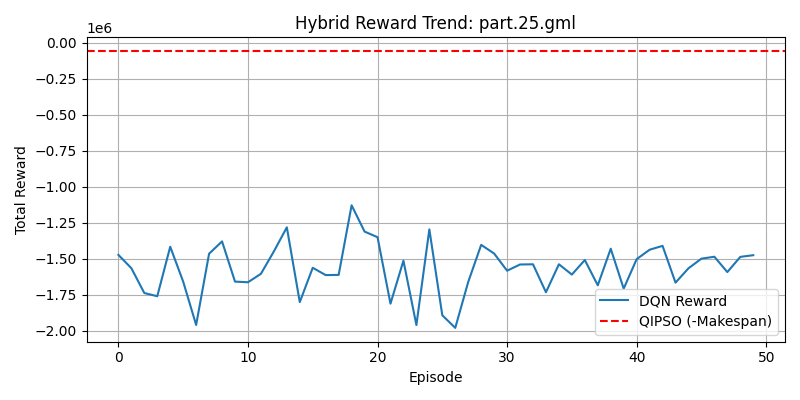 Hybrid Reward Trend: part.25.gml
1e6
0.00
−0.25
−0.50
−0.75
−1.00
−1.25
−1.50
−1.75
−2.00
Total Reward
DQN Reward
QIPSO (-Makespan)
0 10 20 30 40 50
Episode